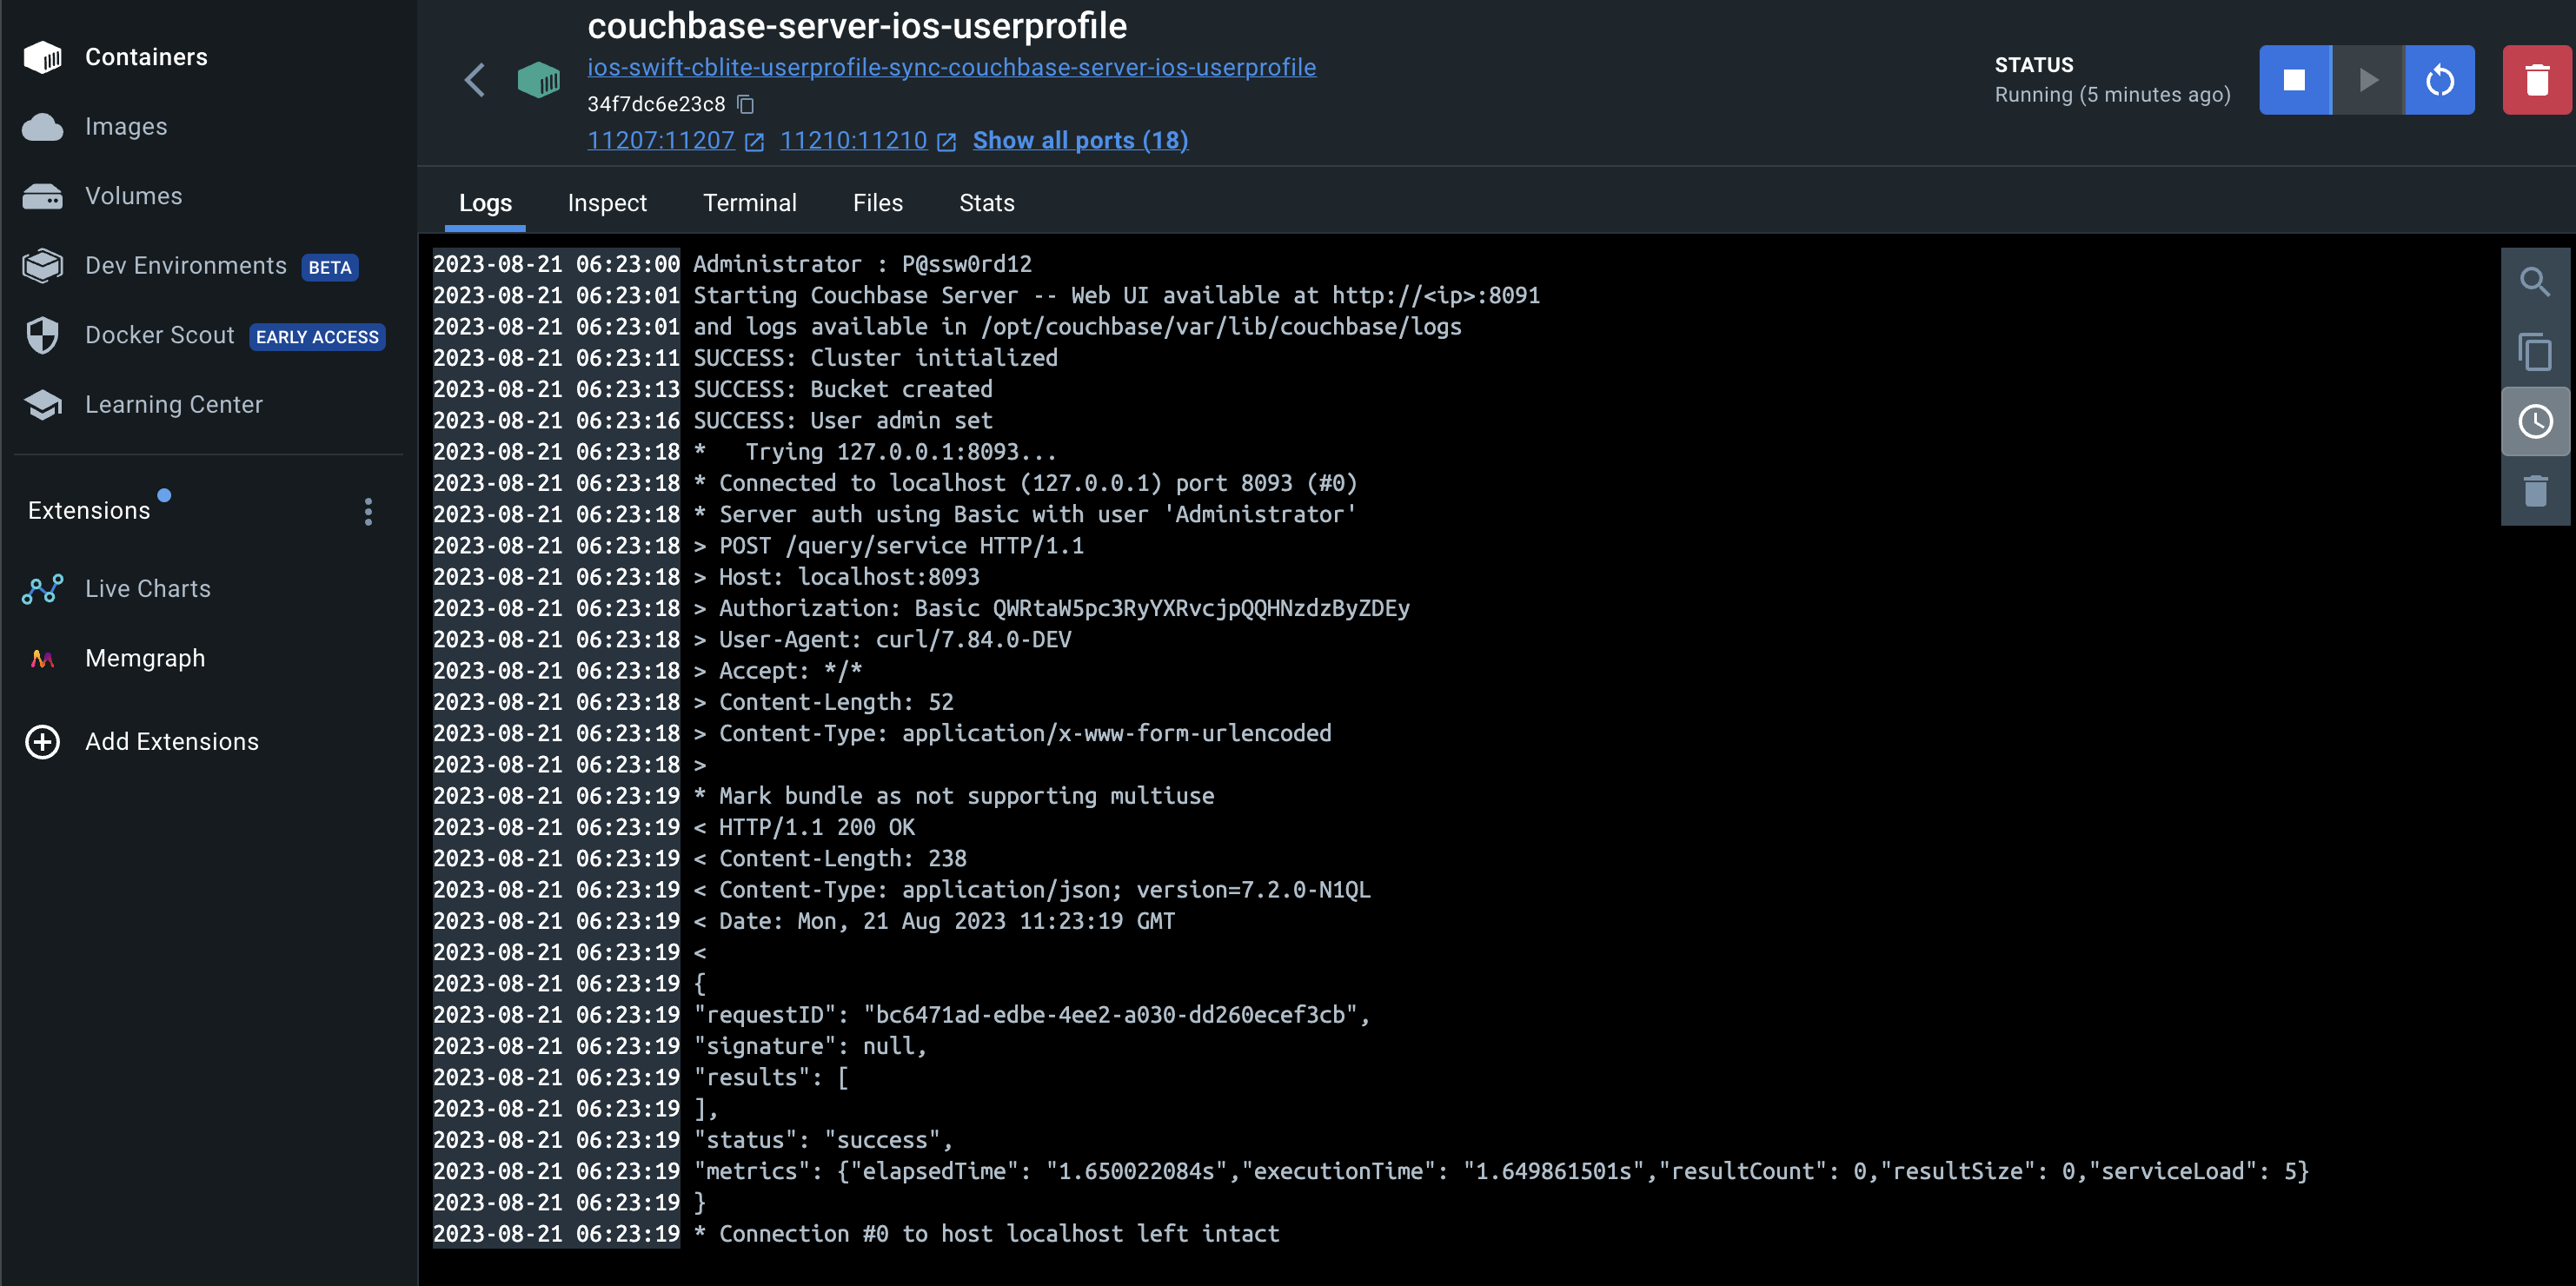 Containers
Images
Volumes
Dev Environments BETA
Docker Scout EARLY ACCESS
Learning Center
Extensions
Live Charts
Memgraph
Add Extensions
couchbase-server-ios-userprofile
ios-swift-cblite-userprofile-sync-couchbase-server-ios-userprofile
34f7dc6e23c8
11207:11207 11210:11210 Show all ports (18)
STATUS
Running (5 minutes ago)
Logs Inspect Terminal Files Stats
2023-08-21 06:23:00 Administrator : P@ssw0rd12
2023-08-21 06:23:01 Starting Couchbase Server -- Web UI available at http://<ip>:8091
2023-08-21 06:23:01 and logs available in /opt/couchbase/var/lib/couchbase/logs
2023-08-21 06:23:11 SUCCESS: Cluster initialized
2023-08-21 06:23:13 SUCCESS: Bucket created
2023-08-21 06:23:16 SUCCESS: User admin set
2023-08-21 06:23:18 *   Trying 127.0.0.1:8093...
2023-08-21 06:23:18 * Connected to localhost (127.0.0.1) port 8093 (#0)
2023-08-21 06:23:18 * Server auth using Basic with user 'Administrator'
2023-08-21 06:23:18 > POST /query/service HTTP/1.1
2023-08-21 06:23:18 > Host: localhost:8093
2023-08-21 06:23:18 > Authorization: Basic QWRtaW5pc3RyYXRvcjpQQHNzdzByZDEy
2023-08-21 06:23:18 > User-Agent: curl/7.84.0-DEV
2023-08-21 06:23:18 > Accept: */*
2023-08-21 06:23:18 > Content-Length: 52
2023-08-21 06:23:18 > Content-Type: application/x-www-form-urlencoded
2023-08-21 06:23:18 >
2023-08-21 06:23:19 * Mark bundle as not supporting multiuse
2023-08-21 06:23:19 < HTTP/1.1 200 OK
2023-08-21 06:23:19 < Content-Length: 238
2023-08-21 06:23:19 < Content-Type: application/json; version=7.2.0-N1QL
2023-08-21 06:23:19 < Date: Mon, 21 Aug 2023 11:23:19 GMT
2023-08-21 06:23:19 <
2023-08-21 06:23:19 {
2023-08-21 06:23:19 "requestID": "bc6471ad-edbe-4ee2-a030-dd260ecef3cb",
2023-08-21 06:23:19 "signature": null,
2023-08-21 06:23:19 "results": [
2023-08-21 06:23:19 ],
2023-08-21 06:23:19 "status": "success",
2023-08-21 06:23:19 "metrics": {"elapsedTime": "1.650022084s","executionTime": "1.649861501s","resultCount": 0,"resultSize": 0,"serviceLoad": 5}
2023-08-21 06:23:19 }
2023-08-21 06:23:19 * Connection #0 to host localhost left intact